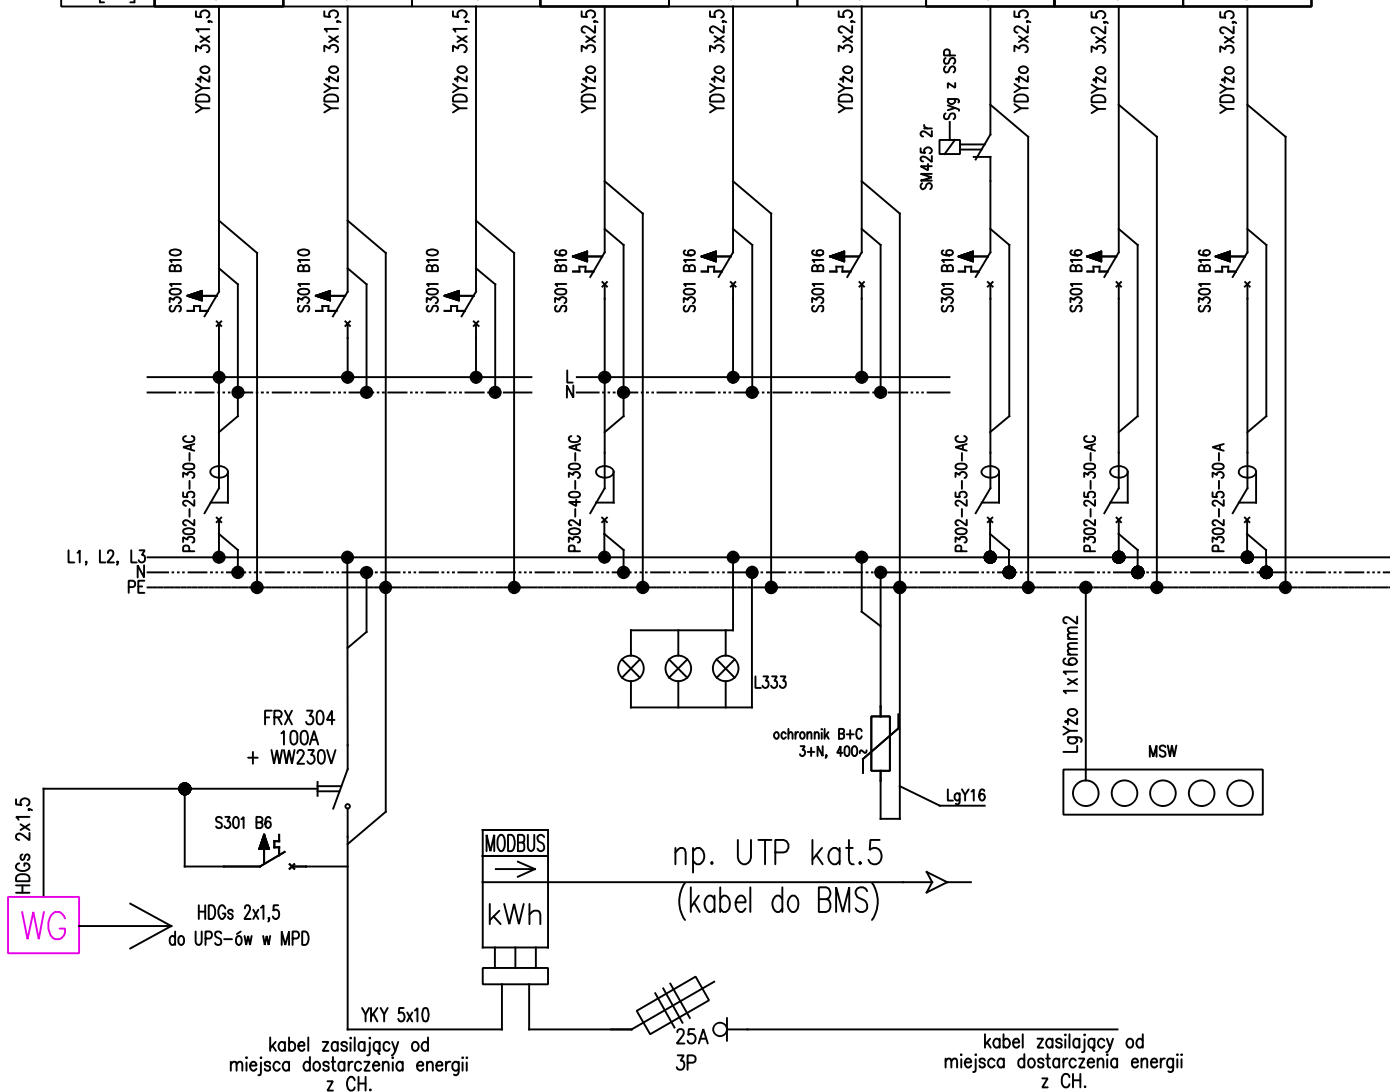 YDYżo 3x1,5
YDYżo 3x1,5
YDYżo 3x1,5
YDYżo 3x2,5
YDYżo 3x2,5
YDYżo 3x2,5
YDYżo 3x2,5
YDYżo 3x2,5
YDYżo 3x2,5
Syg z SSP
SM425 2r
S301 B10
S301 B10
S301 B10
S301 B16
S301 B16
S301 B16
S301 B16
S301 B16
S301 B16
L
N
P302-25-30-AC
P302-40-30-AC
P302-25-30-AC
P302-25-30-AC
P302-25-30-A
L1, L2, L3
N
PE
L333
LgYżo 1x16mm2
FRX 304
100A
+ WW230V
ochronnik B+C
3+N, 400~
MSW
LgY16
HDGs 2x1,5
S301 B6
MODBUS
kWh
np. UTP kat.5
(kabel do BMS)
WG
HDGs 2x1,5
do UPS-ów w MPD
YKY 5x10
25A
3P
kabel zasilający od
miejsca dostarczenia energii
z CH.
kabel zasilający od
miejsca dostarczenia energii
z CH.